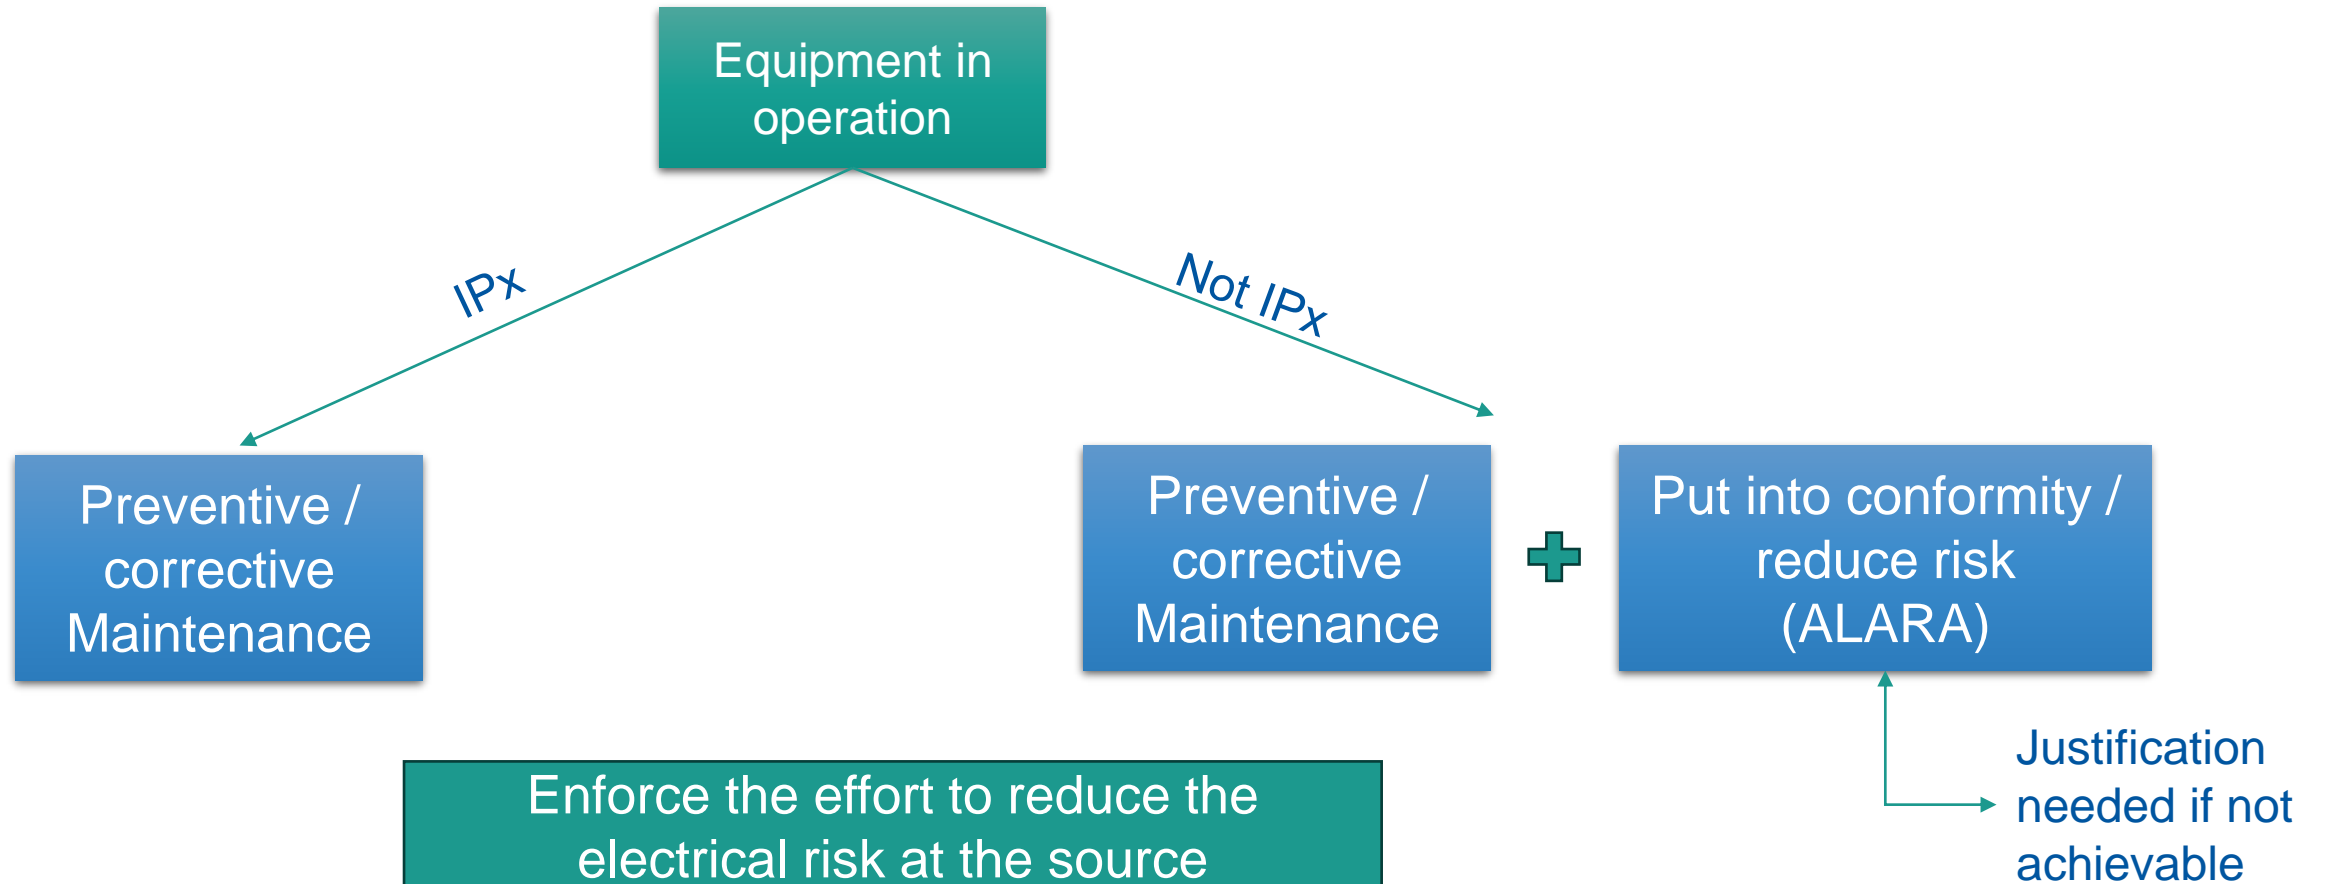 Equipment in
operation
IPx
Not IPx
Preventive /
corrective
Maintenance
Preventive /
corrective
Maintenance
Put into conformity /
reduce risk
(ALARA)
Justification
needed if not
achievable
Enforce the effort to reduce the
electrical risk at the source